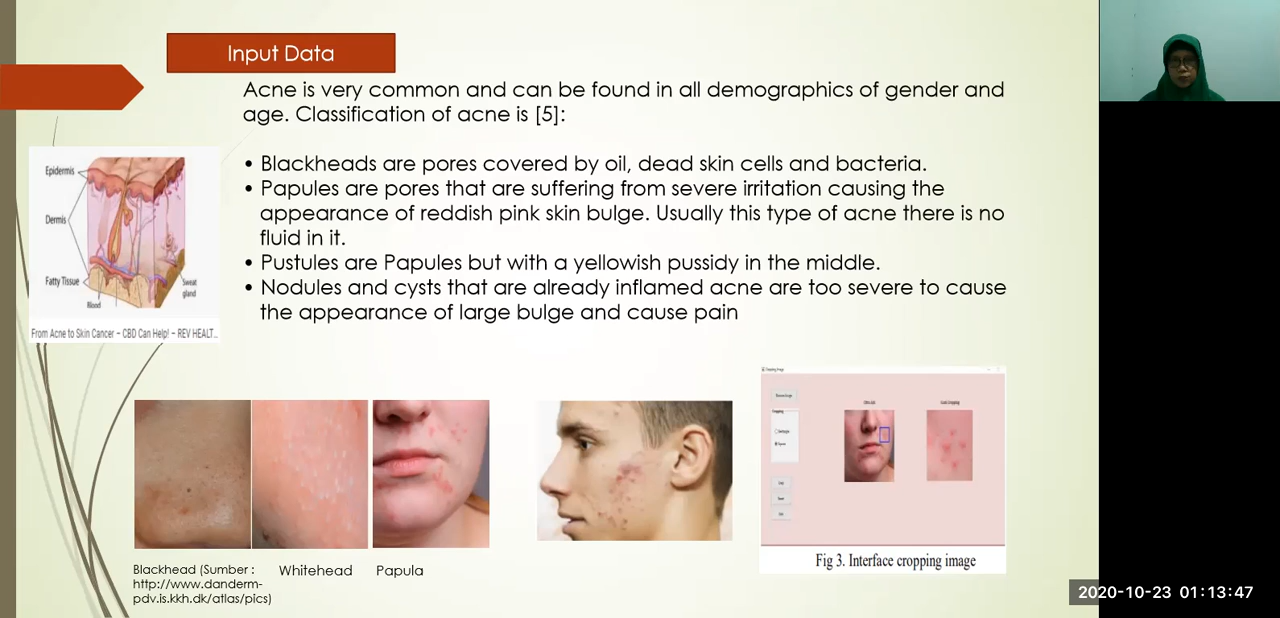 Input Data
Acne is very common and can be found in all demographics of gender and
age. Classification of acne is [5]:
• Blackheads are pores covered by oil, dead skin cells and bacteria.
• Papules are pores that are suffering from severe irritation causing the
appearance of reddish pink skin bulge. Usually this type of acne there is no
fluid in it.
• Pustules are Papules but with a yellowish pussidy in the middle.
• Nodules and cysts that are already inflamed acne are too severe to cause
the appearance of large bulge and cause pain
Epidermis
Dermis
Fatty Tissue
Blood
Sweat
gland
From Acne to Skin Cancer – CBD Can Help! – REV HEALT...
Blackhead (Sumber :
http://www.danderm-
pdv.is.kkh.dk/atlas/pics)
Whitehead
Papula
Fig 3. Interface cropping image
2020-10-23 01:13:47